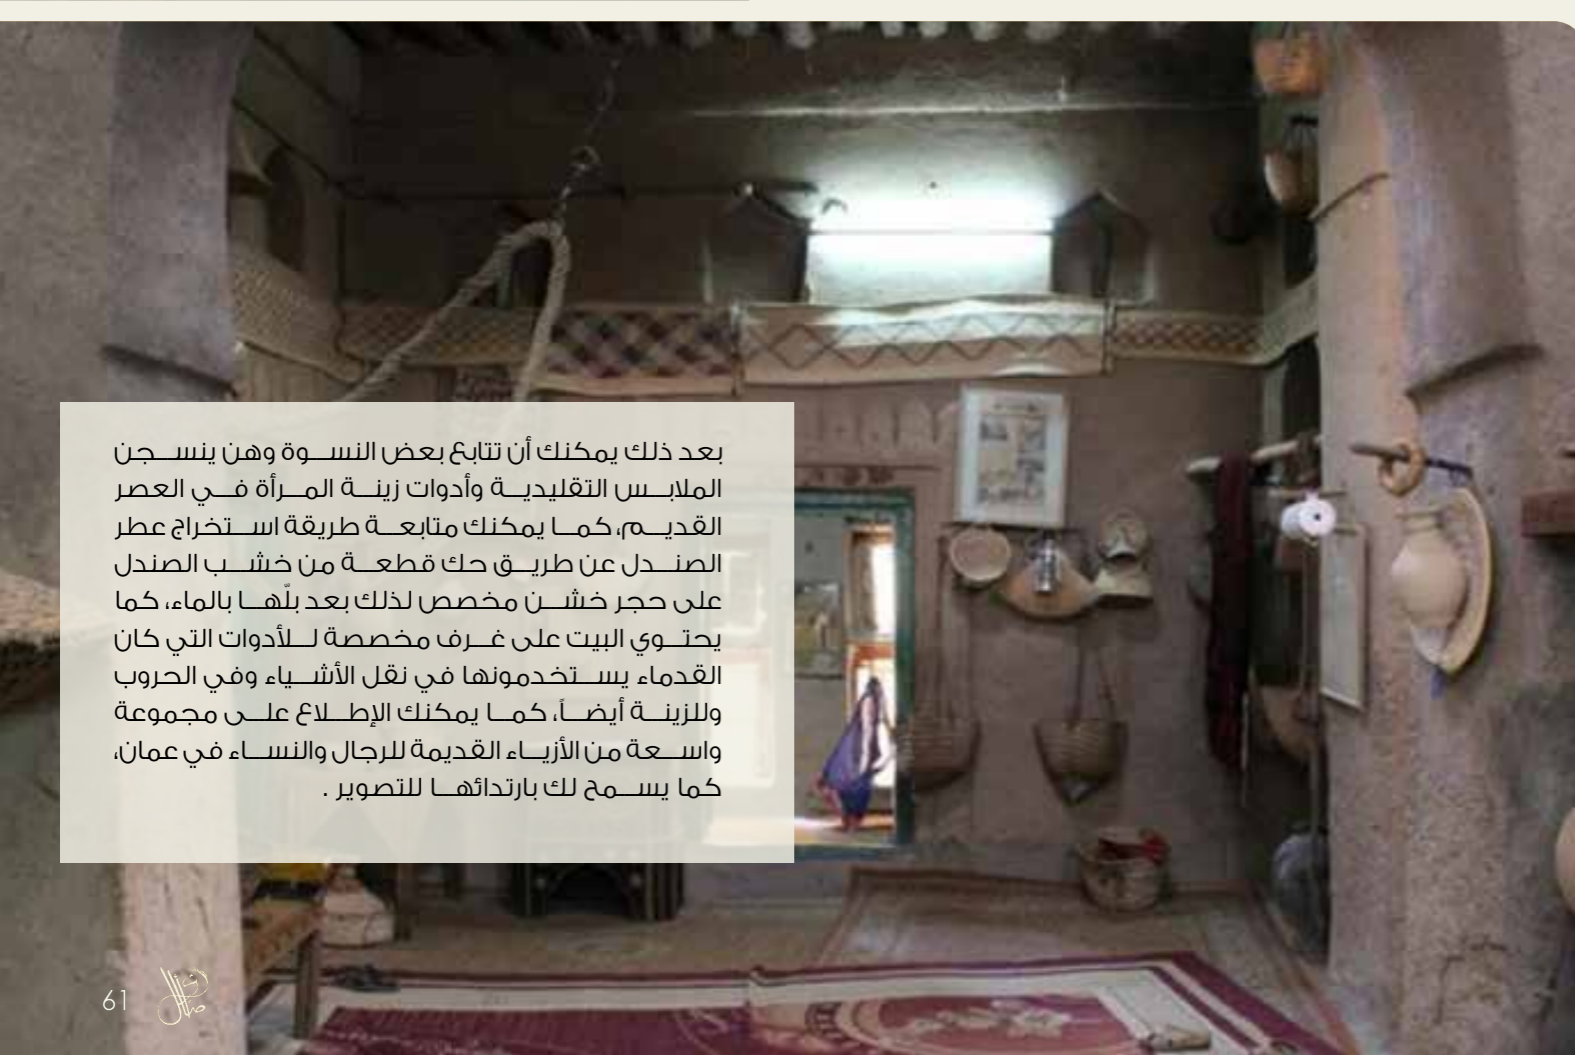 بعد ذلك يمكنك أن تتابع بعض النسوة وهن ينسجن
الملابس التقليدية وأدوات زينة المرأة في العصر
القديم، كما يمكنك متابعة طريقة استخراج عطر
الصندل عن طريق حك قطعة من خشب الصندل
على حجر خشن مخصص لذلك بعد بلّها بالماء، كما
يحتوي البيت على غرف مخصصة للأدوات التي كان
القدماء يستخدمونها في نقل الأشياء وفي الحروب
وللزينة أيضاً، كما يمكنك الإطلاع على مجموعة
واسعة من الأزياء القديمة للرجال والنساء في عمان،
كما يسمح لك بارتدائها للتصوير .
61